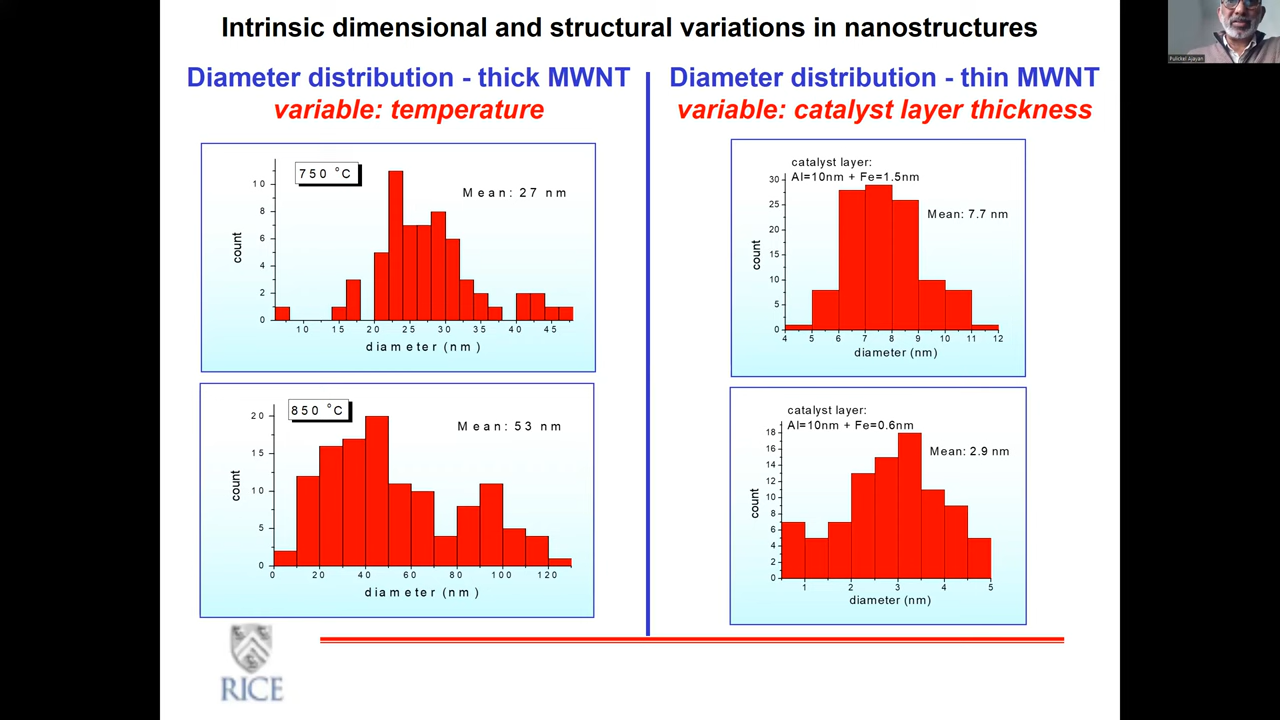 Intrinsic dimensional and structural variations in nanostructures
Pulickel Ajayan
Diameter distribution - thick MWNT
variable: temperature
750 °C
Mean: 27 nm
count
10
8
6
4
2
0
10 15 20 25 30 35 40 45
diameter (nm)
850 °C
Mean: 53 nm
count
20
15
10
5
0
0 20 40 60 80 100 120
diameter (nm)
Diameter distribution - thin MWNT
variable: catalyst layer thickness
catalyst layer:
Al=10nm + Fe=1.5nm
Mean: 7.7 nm
count
30
25
20
15
10
5
0
4 5 6 7 8 9 10 11 12
diameter (nm)
catalyst layer:
Al=10nm + Fe=0.6nm
Mean: 2.9 nm
count
18
16
14
12
10
8
6
4
2
0
1 2 3 4 5
diameter (nm)
RICE